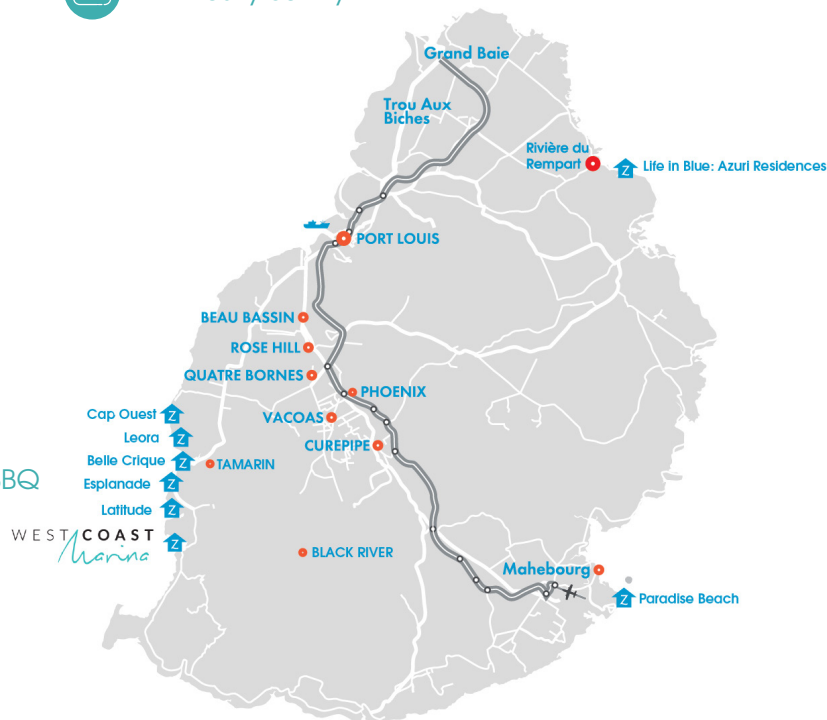 Grand Baie
Trou Aux
Biches
Rivière du
Rempart
Life in Blue: Azuri Residences
PORT LOUIS
BEAU BASSIN
ROSE HILL
QUATRE BORNES
PHOENIX
Cap Ouest
VACOAS
Leora
CUREPIPE
Belle Crique
TAMARIN
BQ
Esplanade
Latitude
WEST COAST
Marina
BLACK RIVER
Mahebourg
Paradise Beach
Z
Z
Z
Z
Z
Z
Z
Z